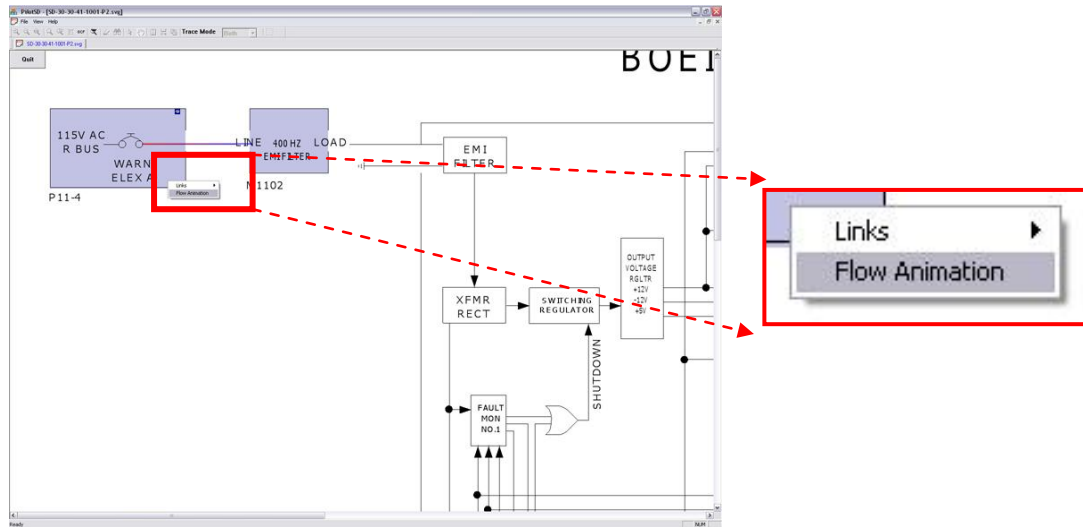 PilotSD - [SD-30-30-41-1001-P2.svg]
File View Help
Trace Mode
SD-30-30-41-1001-P2.svg
Quit
BOEI
115V AC
R BUS
WARN
ELEX A
P11-4
LINE 400 HZ LOAD
EMI FILTER
M1102
EMI
FILTER
XFMR
RECT
SWITCHING
REGULATOR
OUTPUT
VOLTAGE
RGLTR
+12V
-12V
+5V
SHUTDOWN
FAULT
MON
NO.1
Links
Flow Animation
Links
Flow Animation
Ready
NUM